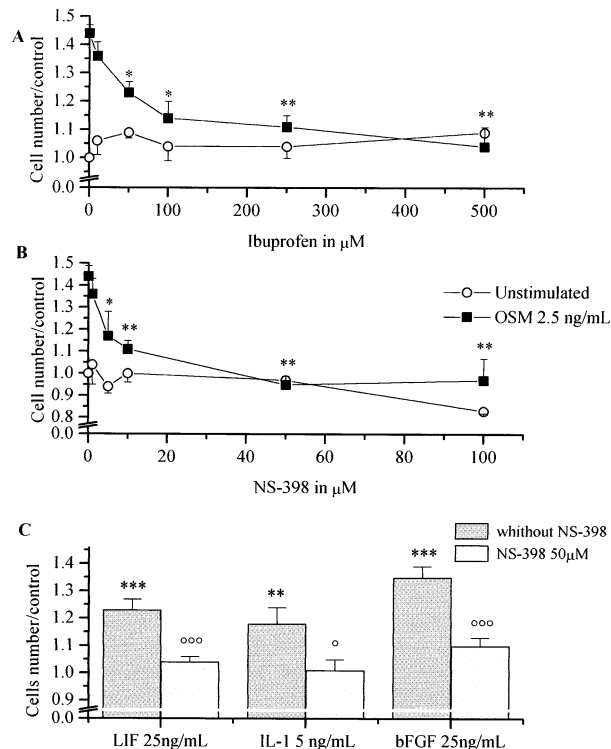 A
Cell number/control
1.5
1.4
1.3
1.2
1.1
1.0
0.0
* * ** **
0 100 200 300 400 500
Ibuprofen in μM
B
Cell number/control
1.5
1.4
1.3
1.2
1.1
1.0
0.9
0.8
0.0
* ** ** **
Unstimulated
OSM 2.5 ng/mL
0 20 40 60 80 100
NS-398 in μM
C
whithout NS-398
NS-398 50μM
Cells number/control
1.4
1.3
1.2
1.1
1.0
0.9
0.0
*** °°° ** ° *** °°°
LIF 25ng/mL IL-1 5 ng/mL bFGF 25ng/mL